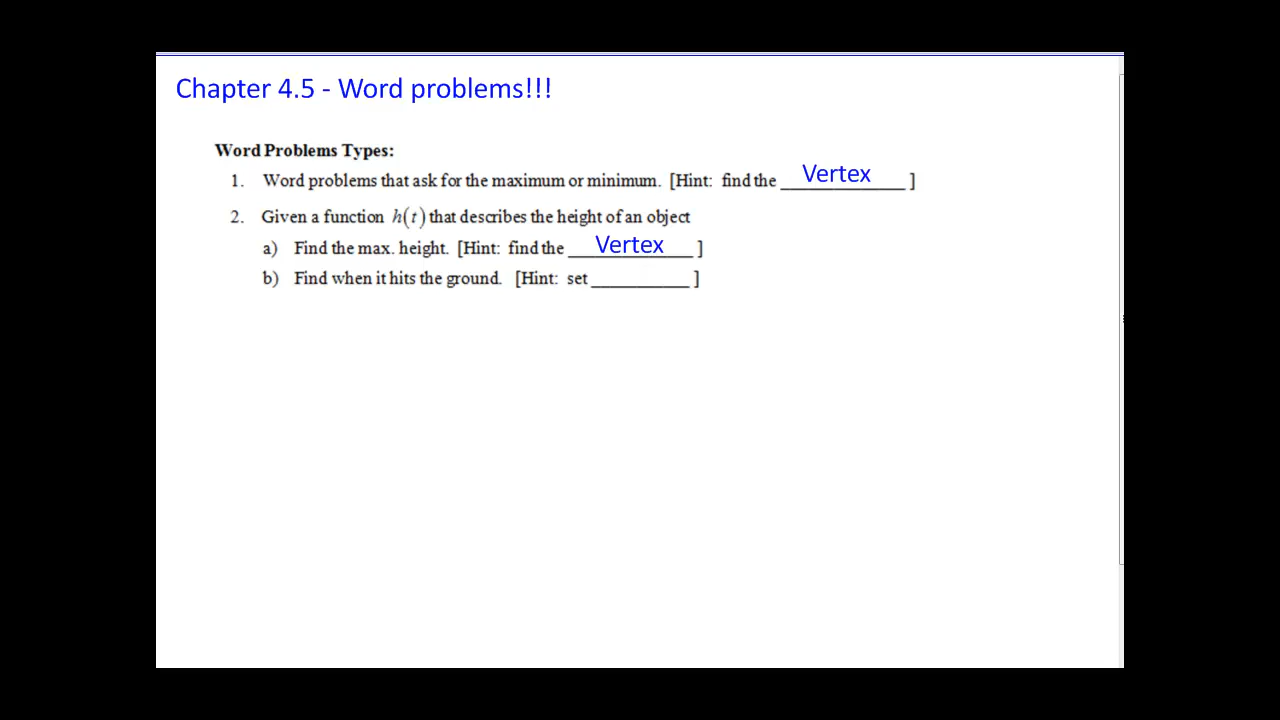 Chapter 4.5 - Word problems!!!
Word Problems Types:
1. Word problems that ask for the maximum or minimum. [Hint: find the Vertex ]
2. Given a function h(t) that describes the height of an object
a) Find the max. height. [Hint: find the Vertex ]
b) Find when it hits the ground. [Hint: set ___________ ]